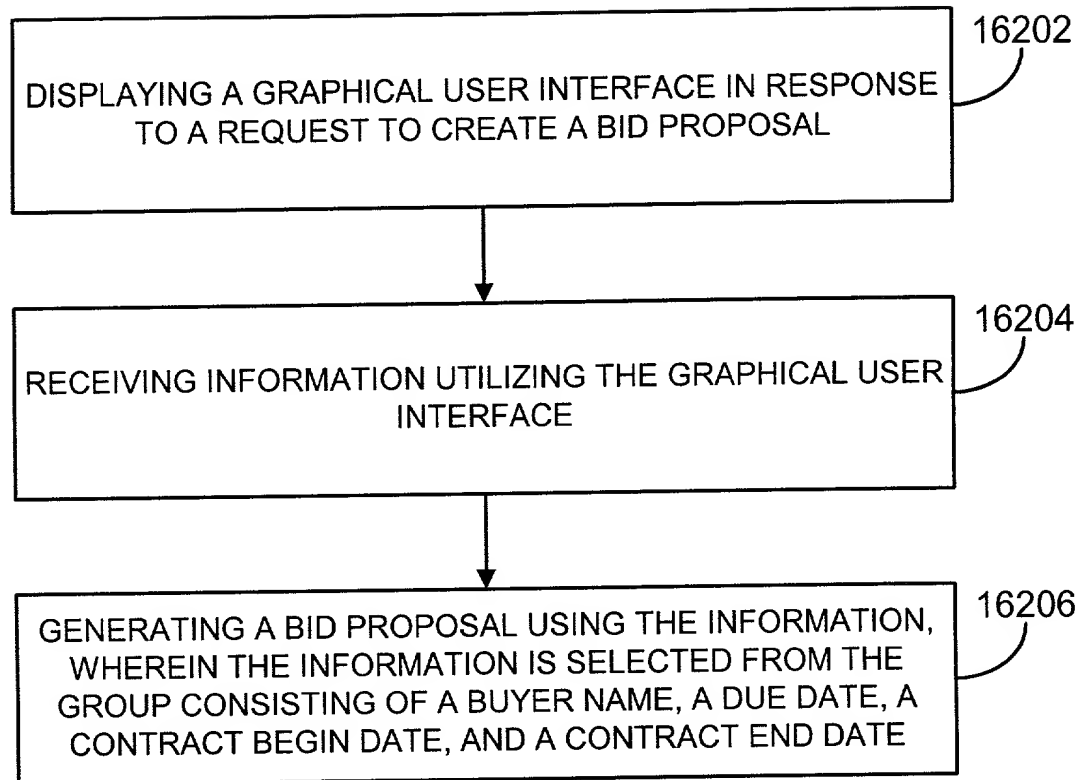 16202
DISPLAYING A GRAPHICAL USER INTERFACE IN RESPONSE
TO A REQUEST TO CREATE A BID PROPOSAL
16204
RECEIVING INFORMATION UTILIZING THE GRAPHICAL USER
INTERFACE
16206
GENERATING A BID PROPOSAL USING THE INFORMATION,
WHEREIN THE INFORMATION IS SELECTED FROM THE
GROUP CONSISTING OF A BUYER NAME, A DUE DATE, A
CONTRACT BEGIN DATE, AND A CONTRACT END DATE